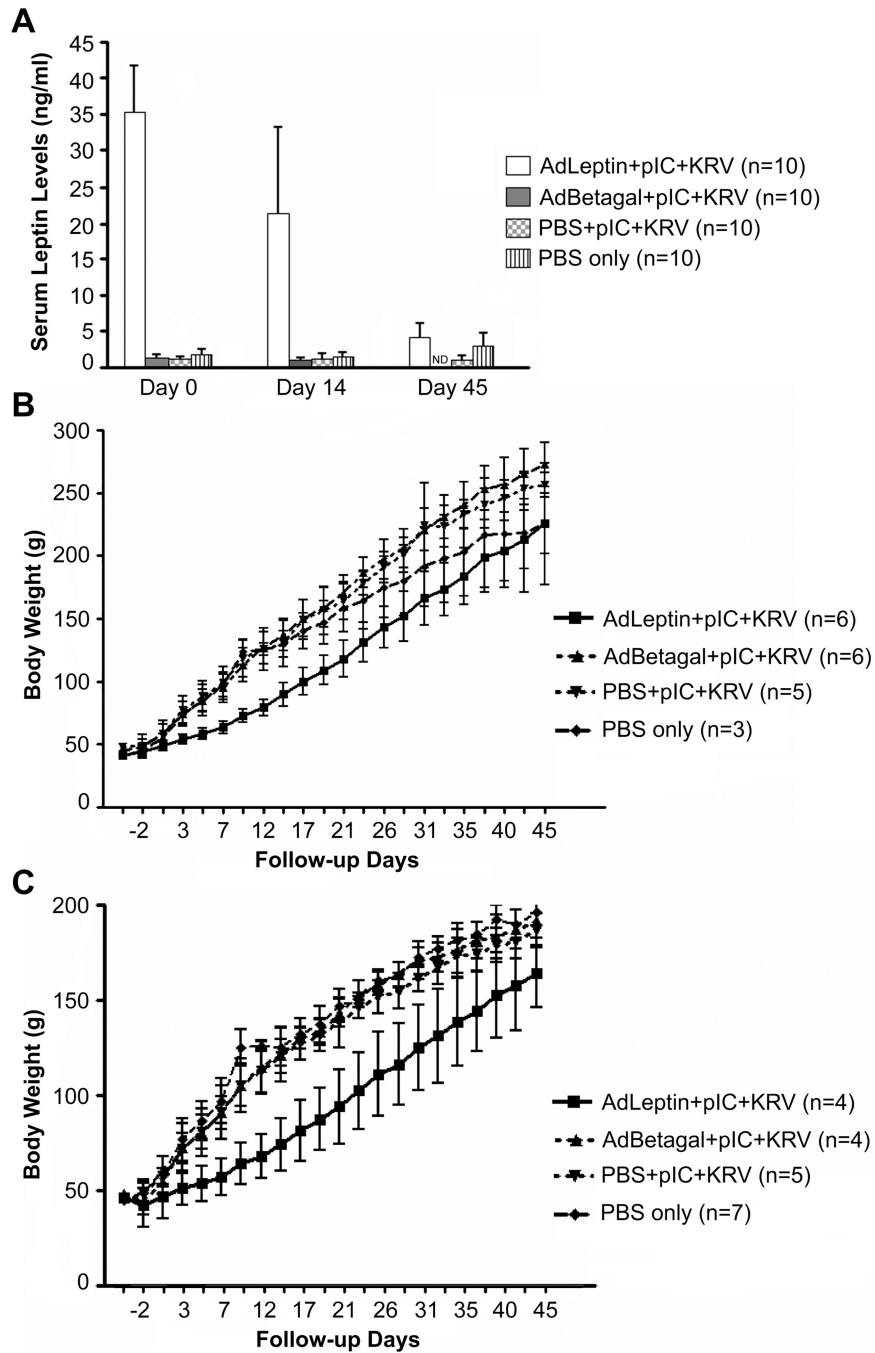 A
Serum Leptin Levels (ng/ml)
45
40
35
30
25
20
15
10
5
0
ND
Day 0 Day 14 Day 45
AdLeptin+pIC+KRV (n=10)
AdBetagal+pIC+KRV (n=10)
PBS+pIC+KRV (n=10)
PBS only (n=10)
B
Body Weight (g)
300
250
200
150
100
50
0
-2 3 7 12 17 21 26 31 35 40 45
Follow-up Days
AdLeptin+pIC+KRV (n=6)
AdBetagal+pIC+KRV (n=6)
PBS+pIC+KRV (n=5)
PBS only (n=3)
C
Body Weight (g)
200
150
100
50
0
-2 3 7 12 17 21 26 31 35 40 45
Follow-up Days
AdLeptin+pIC+KRV (n=4)
AdBetagal+pIC+KRV (n=4)
PBS+pIC+KRV (n=5)
PBS only (n=7)